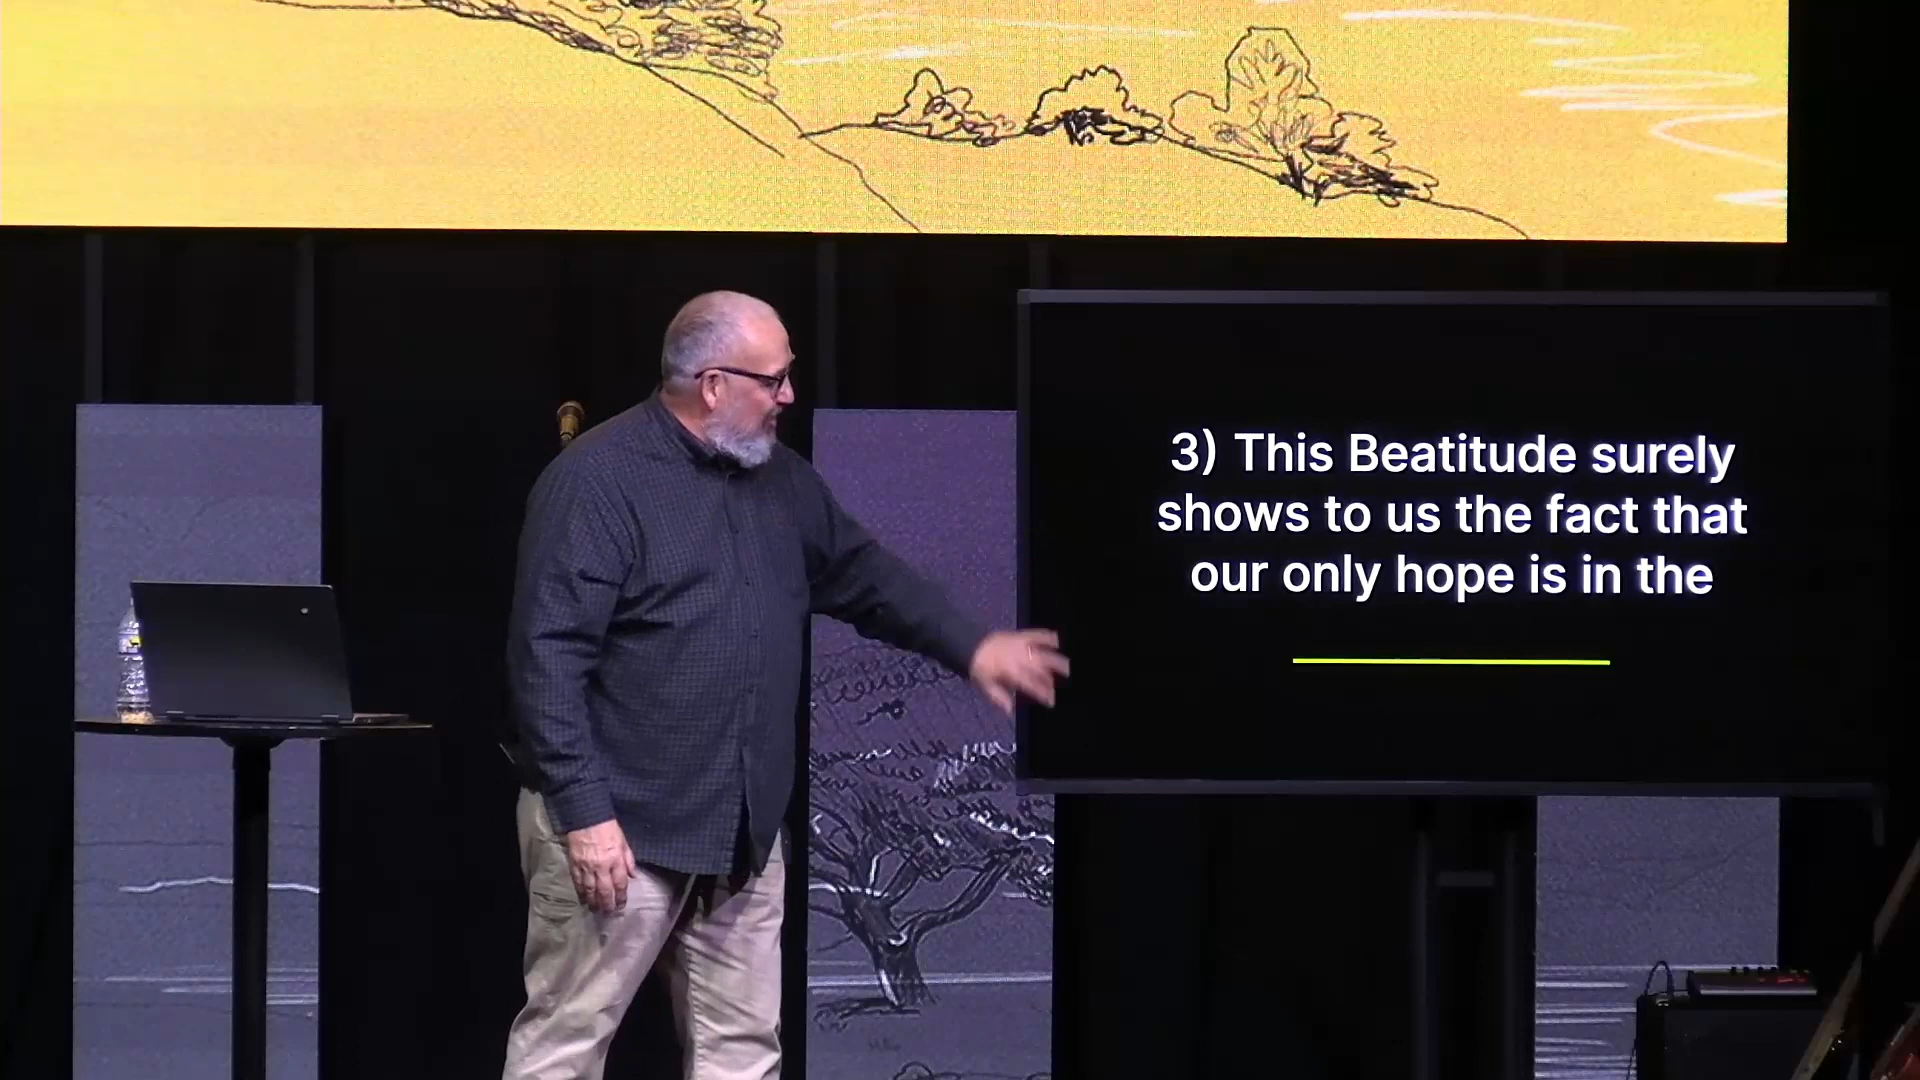 3) This Beatitude surely
shows to us the fact that
our only hope is in the